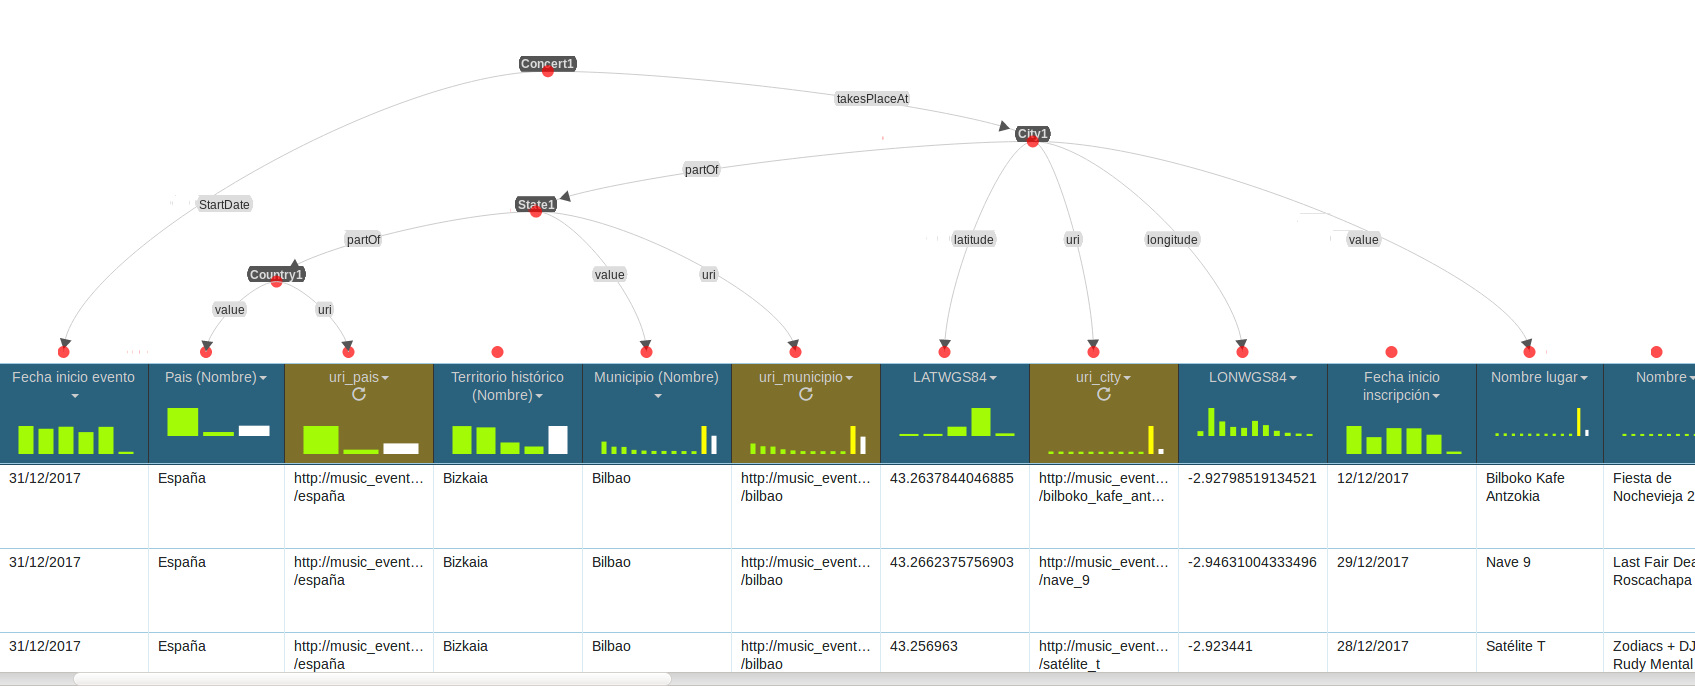 Concert1
takesPlaceAt
City1
partOf
StartDate
State1
partOf
latitude
uri
longitude
value
Country1
value
uri
value
uri
Fecha inicio evento
Pais (Nombre)
uri_pais
Territorio histórico
(Nombre)
Municipio (Nombre)
uri_municipio
LATWGS84
uri_city
LONWGS84
Fecha inicio
inscripción
Nombre lugar
Nombre
31/12/2017
España
http://music_event…
/españa
Bizkaia
Bilbao
http://music_event…
/bilbao
43.2637844046885
http://music_event…
/bilboko_kafe_ant…
-2.92798519134521
12/12/2017
Bilboko Kafe
Antzokia
Fiesta de
Nochevieja 2
31/12/2017
España
http://music_event…
/españa
Bizkaia
Bilbao
http://music_event…
/bilbao
43.2662375756903
http://music_event…
/nave_9
-2.94631004333496
29/12/2017
Nave 9
Last Fair Dea
Roscachapa
31/12/2017
España
http://music_event…
/españa
Bizkaia
Bilbao
http://music_event…
/bilbao
43.256963
http://music_event…
/satélite_t
-2.923441
28/12/2017
Satélite T
Zodiacs + DJ
Rudy Mental